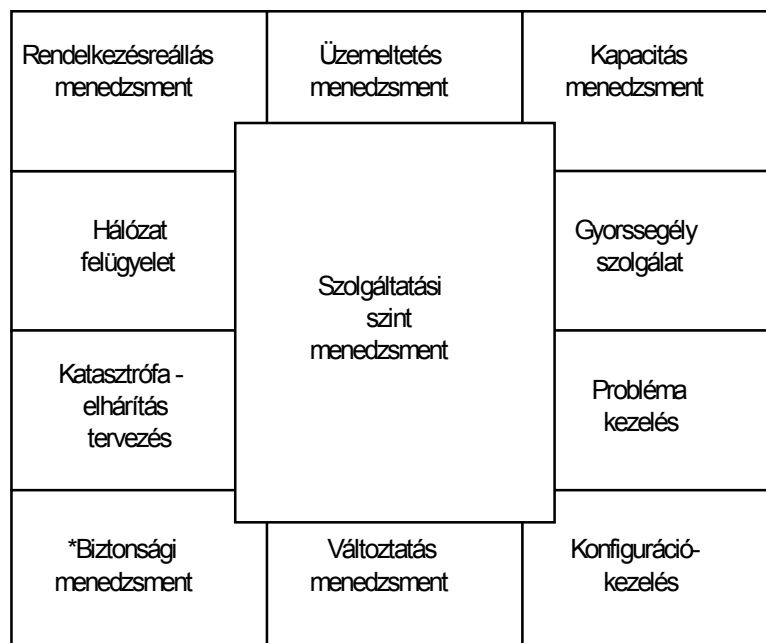 Rendelkezésreállás
menedzsment
Üzemeltetés
menedzsment
Kapacitás
menedzsment
Hálózat
felügyelet
Szolgáltatási
szint
menedzsment
Gyorssegély
szolgálat
Katasztrófa -
elhárítás
tervezés
Probléma
kezelés
*Biztonsági
menedzsment
Változtatás
menedzsment
Konfiguráció-
kezelés